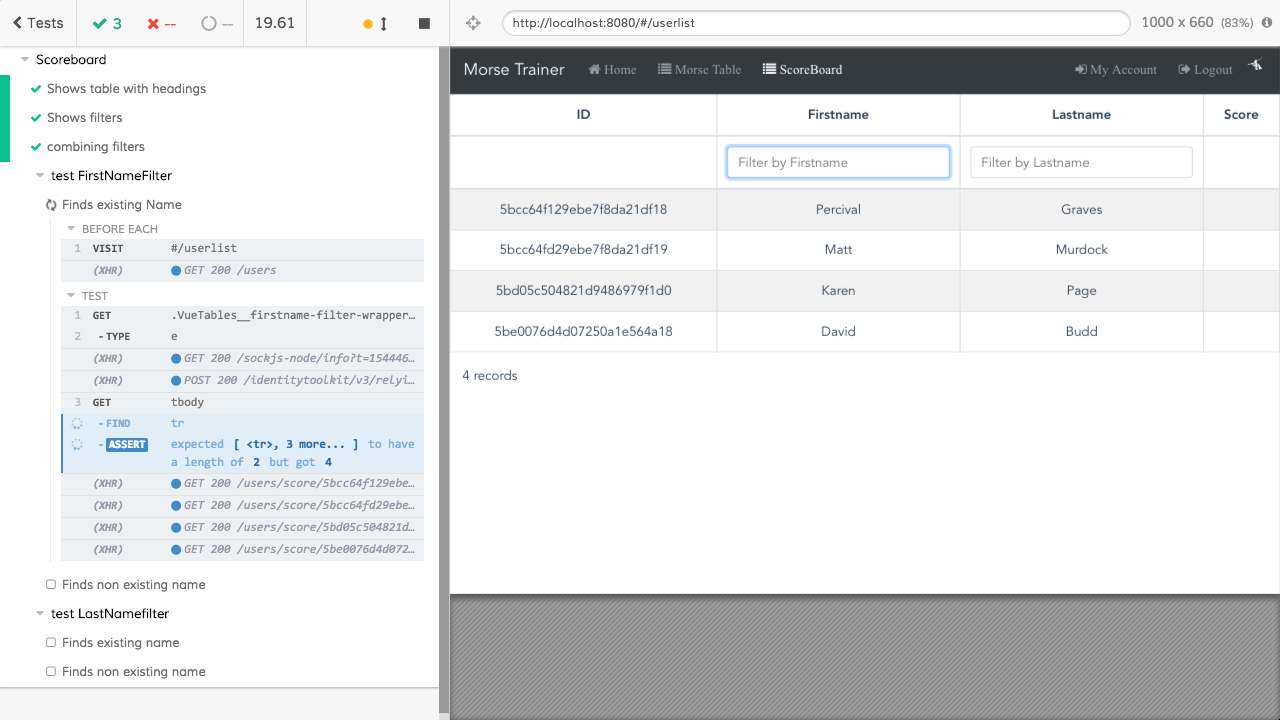 Tests 3 -- -- 19.61
http://localhost:8080/#/userlist 1000 x 660 (83%)
Scoreboard
Shows table with headings
Shows filters
combining filters
test FirstNameFilter
Finds existing Name
BEFORE EACH
1 VISIT #/userlist
(XHR) GET 200 /users
TEST
1 GET .VueTables__firstname-filter-wrapper…
2 -TYPE e
(XHR) GET 200 /sockjs-node/info?t=154446…
(XHR) POST 200 /identitytoolkit/v3/relyi…
3 GET tbody
-FIND tr
-ASSERT expected [ <tr>, 3 more... ] to have
a length of 2 but got 4
(XHR) GET 200 /users/score/5bcc64f129ebe…
(XHR) GET 200 /users/score/5bcc64fd29ebe…
(XHR) GET 200 /users/score/5bd05c504821d…
(XHR) GET 200 /users/score/5be0076d4d072…
Finds non existing name
test LastNamefilter
Finds existing name
Finds non existing name
Morse Trainer Home Morse Table ScoreBoard My Account Logout
ID Firstname Lastname Score
Filter by Firstname Filter by Lastname
5bcc64f129ebe7f8da21df18 Percival Graves
5bcc64fd29ebe7f8da21df19 Matt Murdock
5bd05c504821d9486979f1d0 Karen Page
5be0076d4d07250a1e564a18 David Budd
4 records